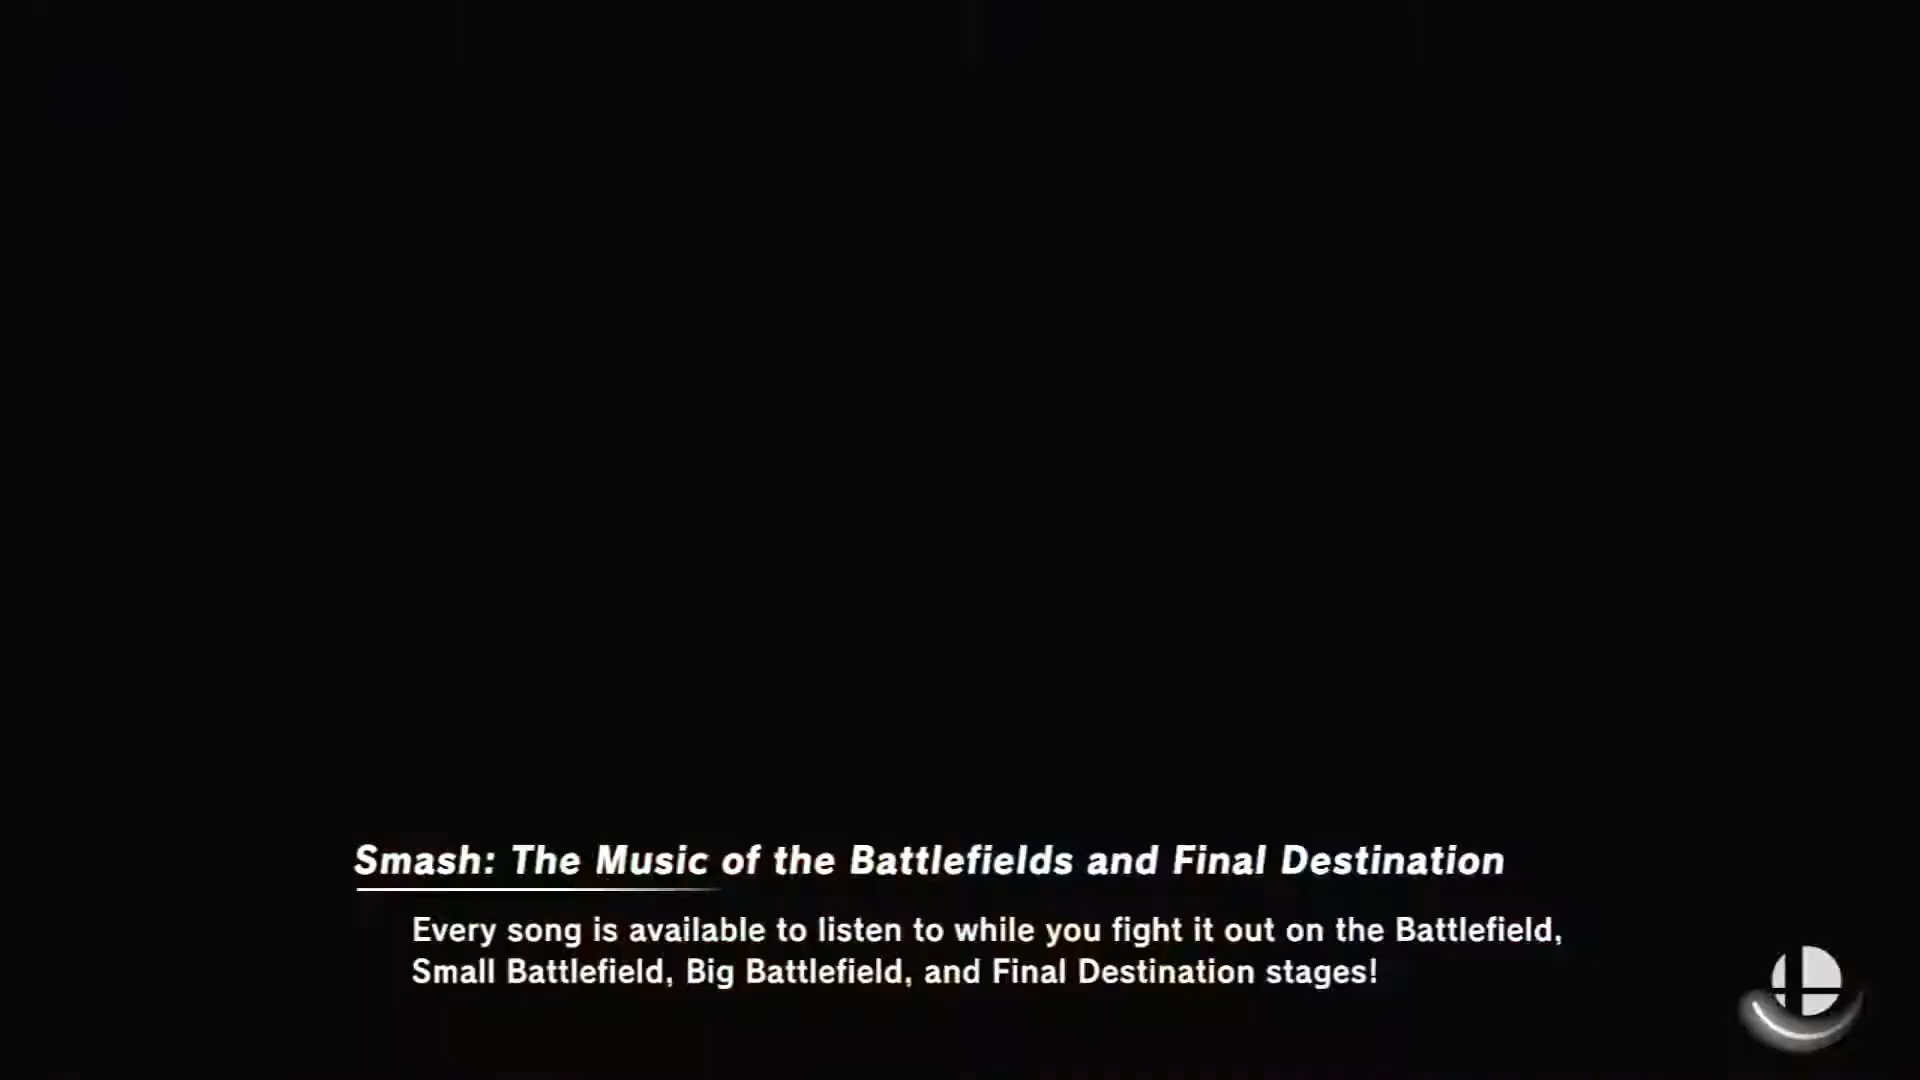 Smash: The Music of the Battlefields and Final Destination
Every song is available to listen to while you fight it out on the Battlefield,
Small Battlefield, Big Battlefield, and Final Destination stages!